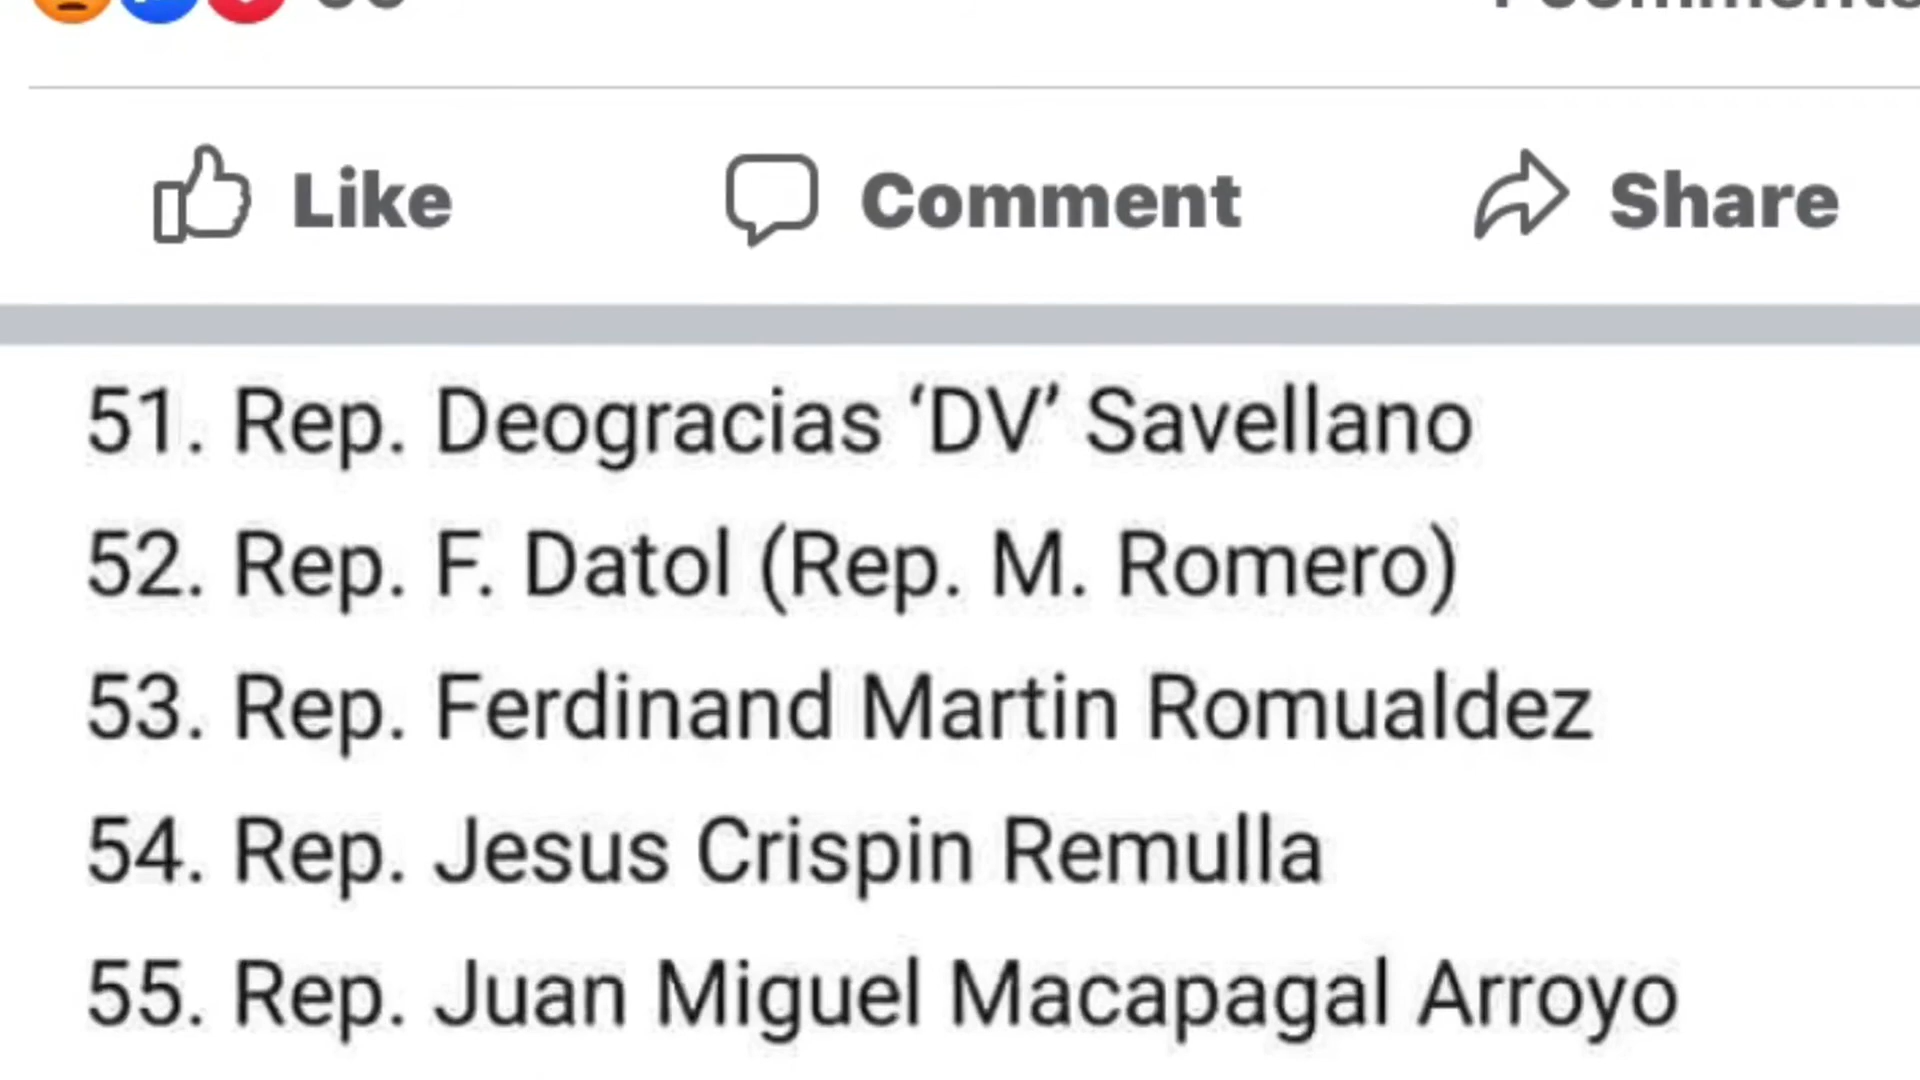 Like Comment Share
51. Rep. Deogracias ‘DV’ Savellano
52. Rep. F. Datol (Rep. M. Romero)
53. Rep. Ferdinand Martin Romualdez
54. Rep. Jesus Crispin Remulla
55. Rep. Juan Miguel Macapagal Arroyo